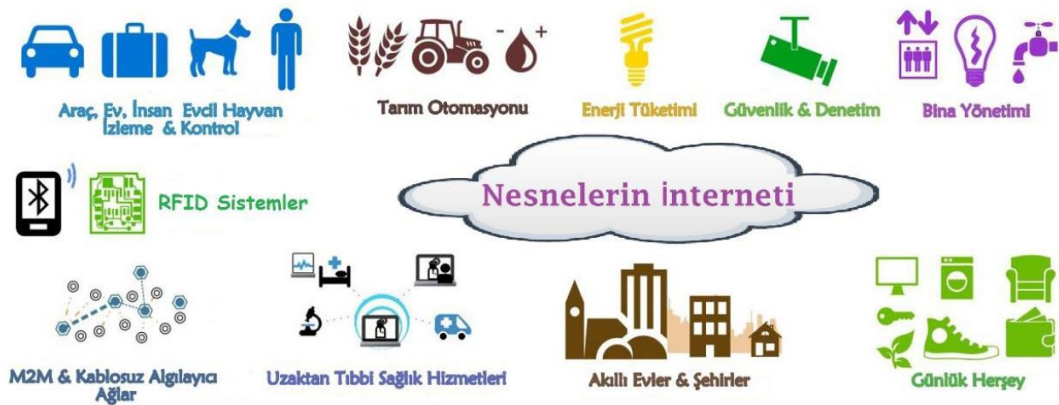 Araç, Ev, İnsan Evcil Hayvan
İzleme & Kontrol
Tarım Otomasyonu
Enerji Tüketimi
Güvenlik & Denetim
Bina Yönetimi
RFID Sistemler
Nesnelerin İnterneti
M2M & Kablosuz Algılayıcı
Ağlar
Uzaktan Tıbbi Sağlık Hizmetleri
Akıllı Evler & Şehirler
Günlük Herşey